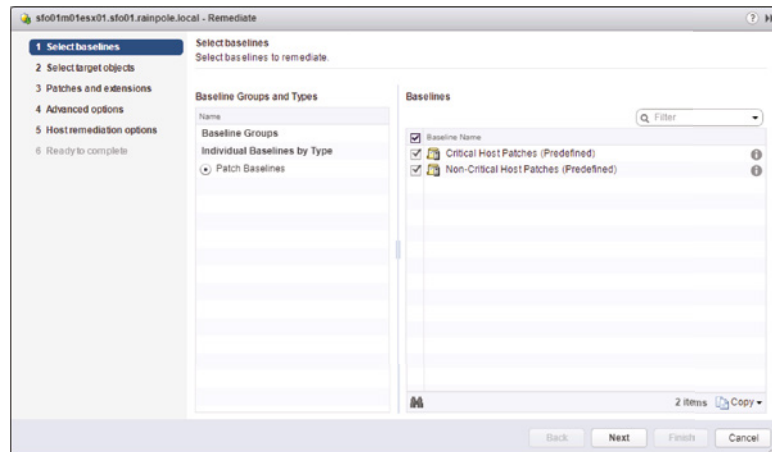 sfo01m01esx01.sfo01.rainpole.local - Remediate
1 Select baselines
2 Select target objects
3 Patches and extensions
4 Advanced options
5 Host remediation options
6 Ready to complete
Select baselines
Select baselines to remediate.
Baseline Groups and Types
Name
Baseline Groups
Individual Baselines by Type
Patch Baselines
Baselines
Filter
Baseline Name
Critical Host Patches (Predefined)
Non-Critical Host Patches (Predefined)
2 items Copy
Back Next Finish Cancel